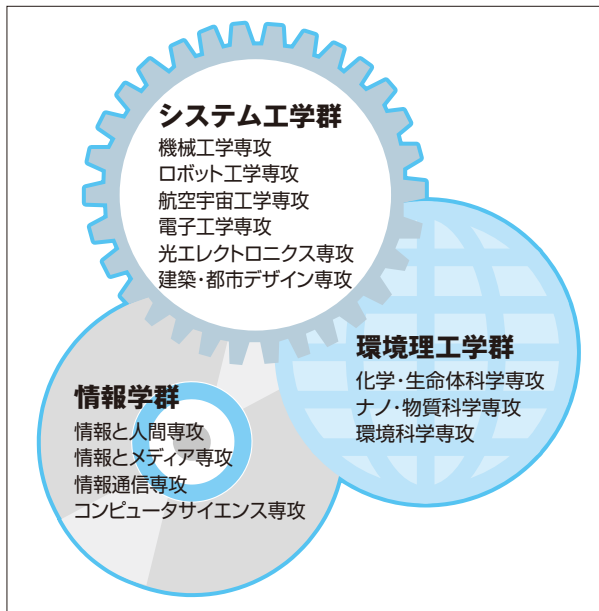 システム工学群
機械工学専攻
ロボット工学専攻
航空宇宙工学専攻
電子工学専攻
光エレクトロニクス専攻
建築・都市デザイン専攻
環境理工学群
化学・生命体科学専攻
ナノ・物質科学専攻
環境科学専攻
情報学群
情報と人間専攻
情報とメディア専攻
情報通信専攻
コンピュータサイエンス専攻